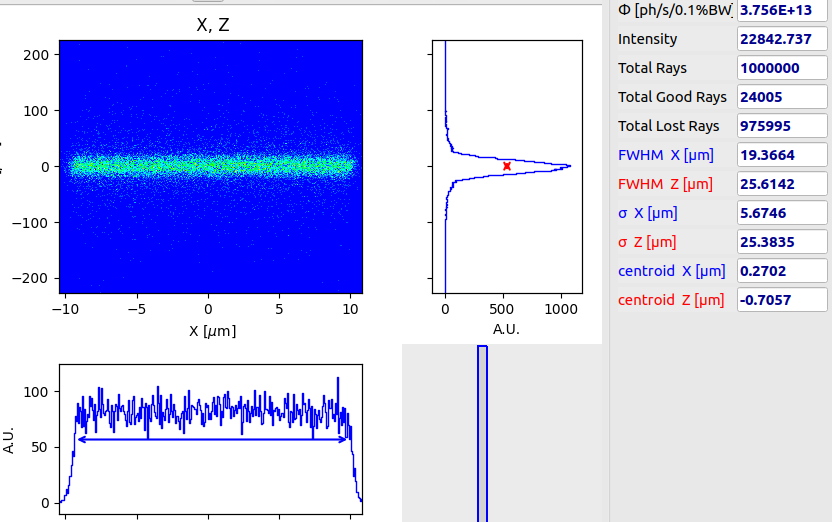 X, Z
200
100
0
−100
−200
−10
−5
0
5
10
X [μm]
0
500
1000
A.U.
100
50
0
A.U.
Φ [ph/s/0.1%BW] 3.756E+13
Intensity 22842.737
Total Rays 1000000
Total Good Rays 24005
Total Lost Rays 975995
FWHM X [μm] 19.3664
FWHM Z [μm] 25.6142
σ X [μm] 5.6746
σ Z [μm] 25.3835
centroid X [μm] 0.2702
centroid Z [μm] -0.7057